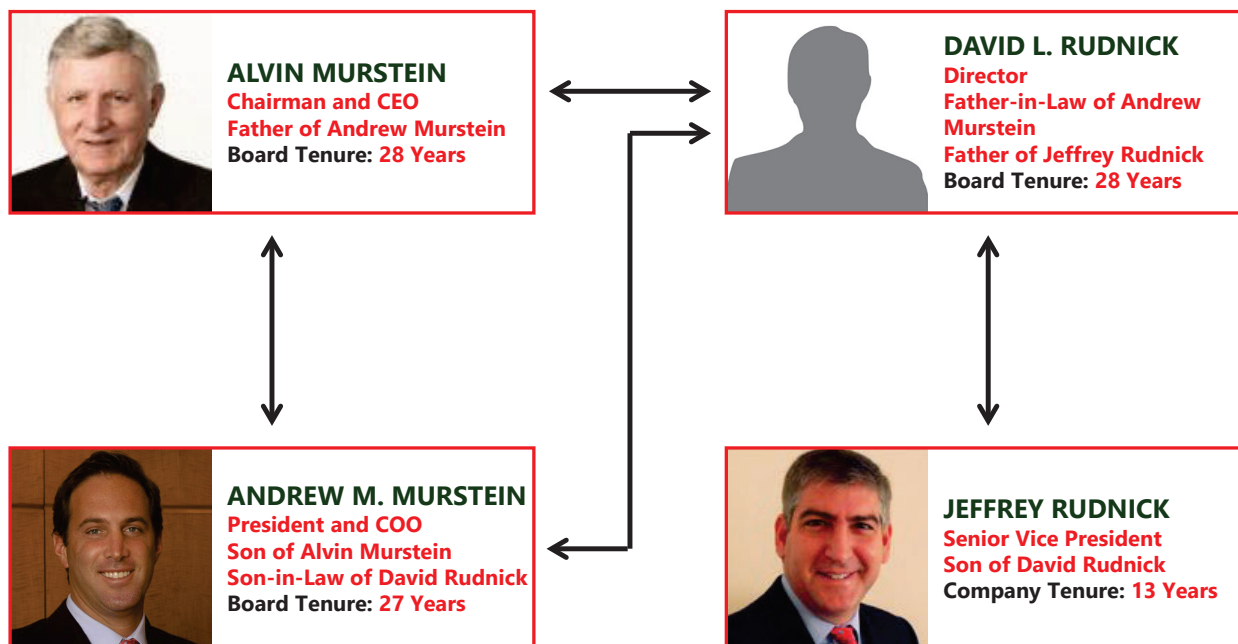 ALVIN MURSTEIN
Chairman and CEO
Father of Andrew Murstein
Board Tenure: 28 Years
DAVID L. RUDNICK
Director
Father-in-Law of Andrew
Murstein
Father of Jeffrey Rudnick
Board Tenure: 28 Years
ANDREW M. MURSTEIN
President and COO
Son of Alvin Murstein
Son-in-Law of David Rudnick
Board Tenure: 27 Years
JEFFREY RUDNICK
Senior Vice President
Son of David Rudnick
Company Tenure: 13 Years